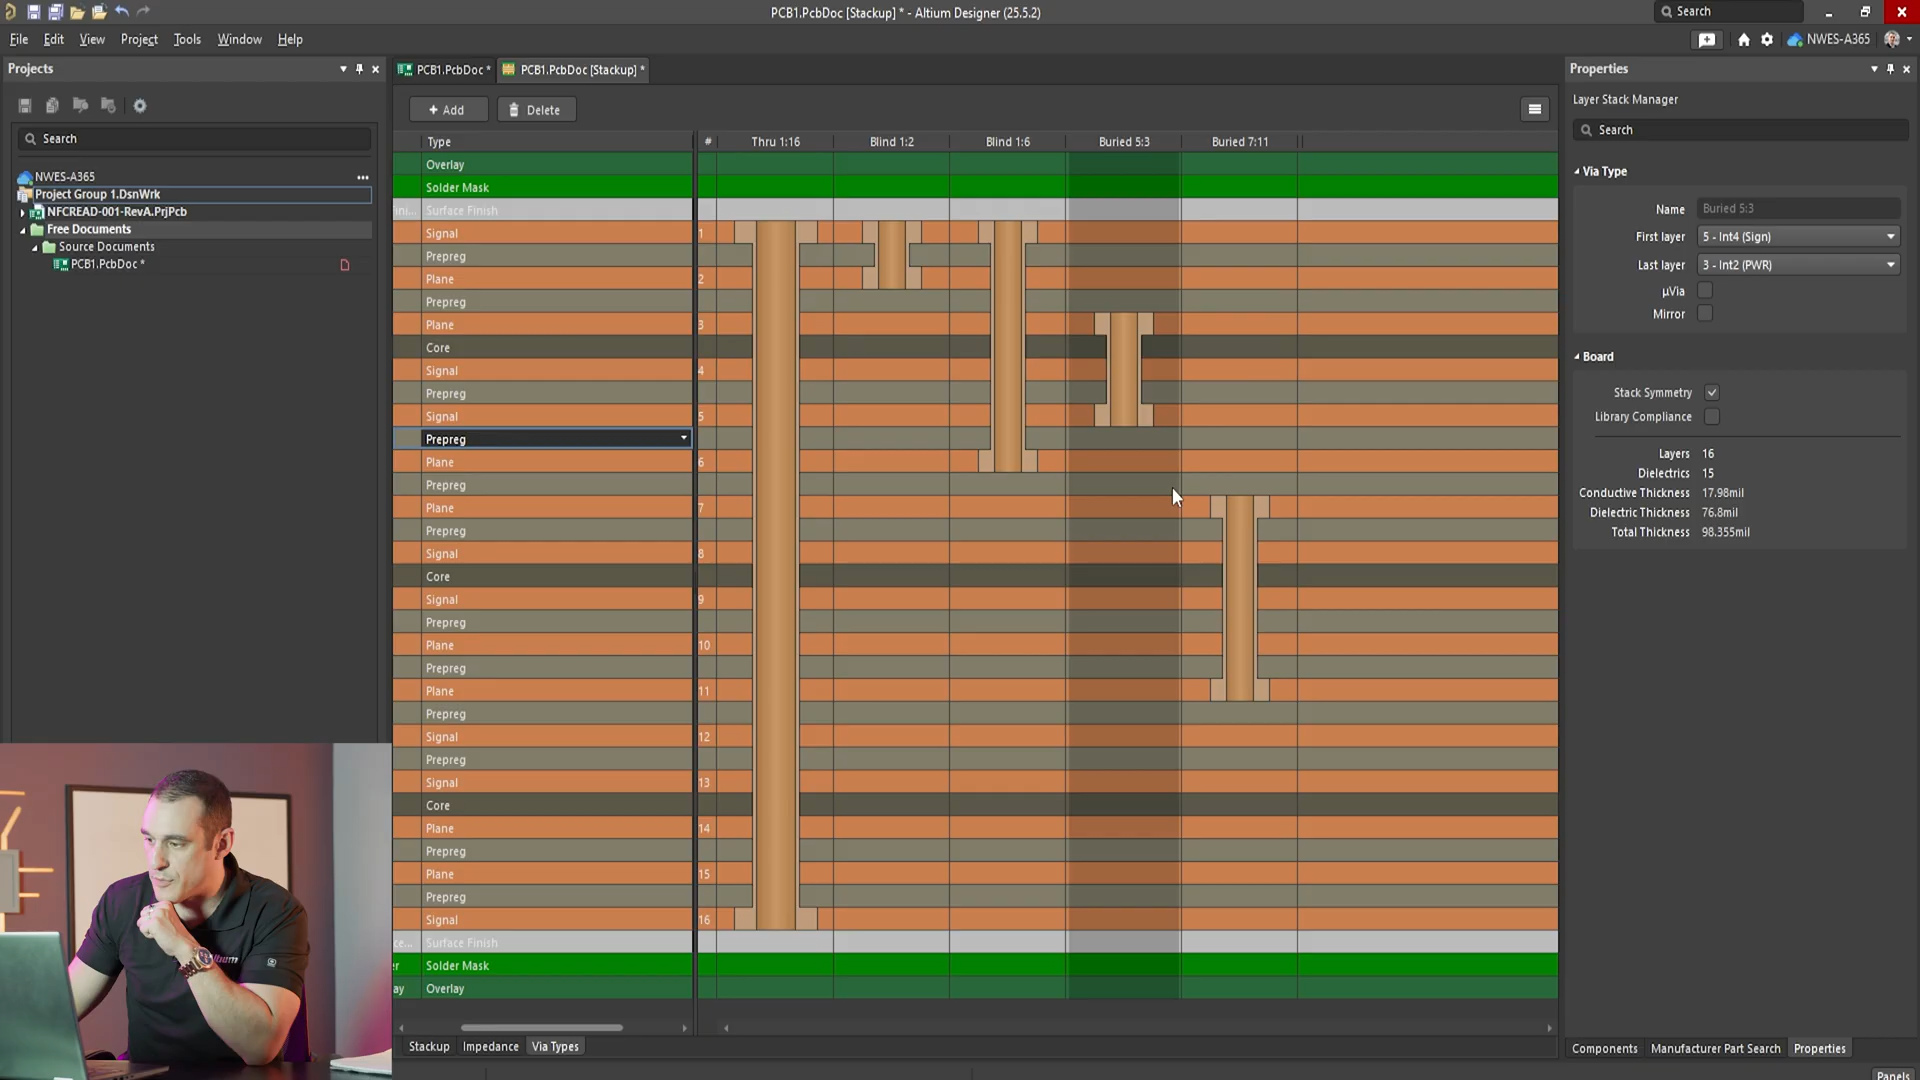 PCB1.PcbDoc [Stackup] * - Altium Designer (25.5.2)
Search
File Edit View Project Tools Window Help
NWES-A365
Projects
PCB1.PcbDoc *
PCB1.PcbDoc [Stackup] *
Properties
Layer Stack Manager
+ Add
Delete
Search
Search
Type # Thru 1:16 Blind 1:2 Blind 1:6 Buried 5:3 Buried 7:11
NWES-A365
Project Group 1.DsnWrk
NFCREAD-001-RevA.PrjPcb
Free Documents
Source Documents
PCB1.PcbDoc *
Overlay
Solder Mask
Surface Finish
Signal 1
Prepreg
Plane 2
Prepreg
Plane 3
Core
Signal 4
Prepreg
Signal 5
Prepreg
Plane 6
Prepreg
Plane 7
Prepreg
Signal 8
Core
Signal 9
Prepreg
Plane 10
Prepreg
Plane 11
Prepreg
Signal 12
Prepreg
Signal 13
Core
Plane 14
Prepreg
Plane 15
Prepreg
Signal 16
Surface Finish
er Solder Mask
ay Overlay
Via Type
Name Buried 5:3
First layer 5 - Int4 (Sign)
Last layer 3 - Int2 (PWR)
µVia
Mirror
Board
Stack Symmetry
Library Compliance
Layers 16
Dielectrics 15
Conductive Thickness 17.98mil
Dielectric Thickness 76.8mil
Total Thickness 98.355mil
Stackup Impedance Via Types
Components Manufacturer Part Search Properties
Panels